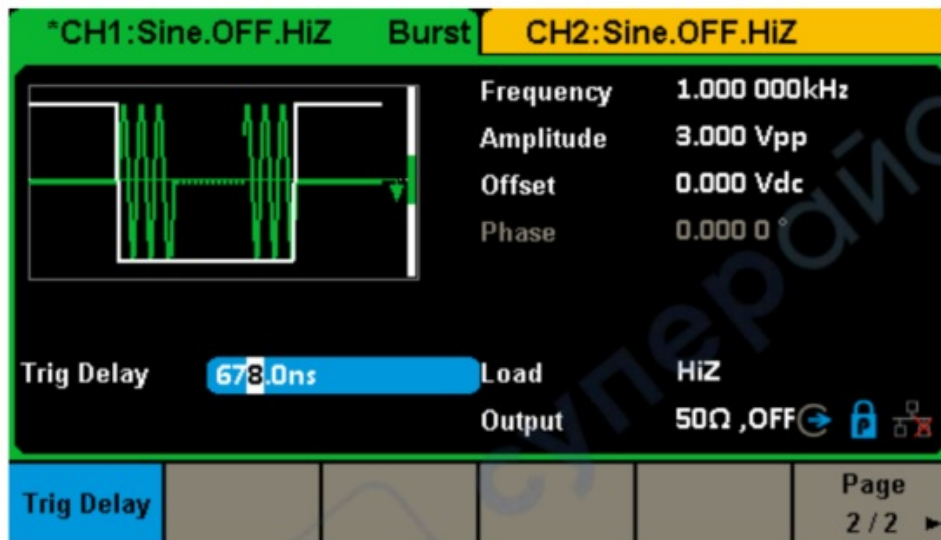 *CH1:Sine.OFF.HiZ Burst CH2:Sine.OFF.HiZ
Frequency 1.000 000kHz
Amplitude 3.000 Vpp
Offset 0.000 Vdc
Phase 0.000 0 °
Trig Delay 678.0ns Load HiZ
Output 50Ω ,OFF P
Trig Delay Page
2 / 2 ►